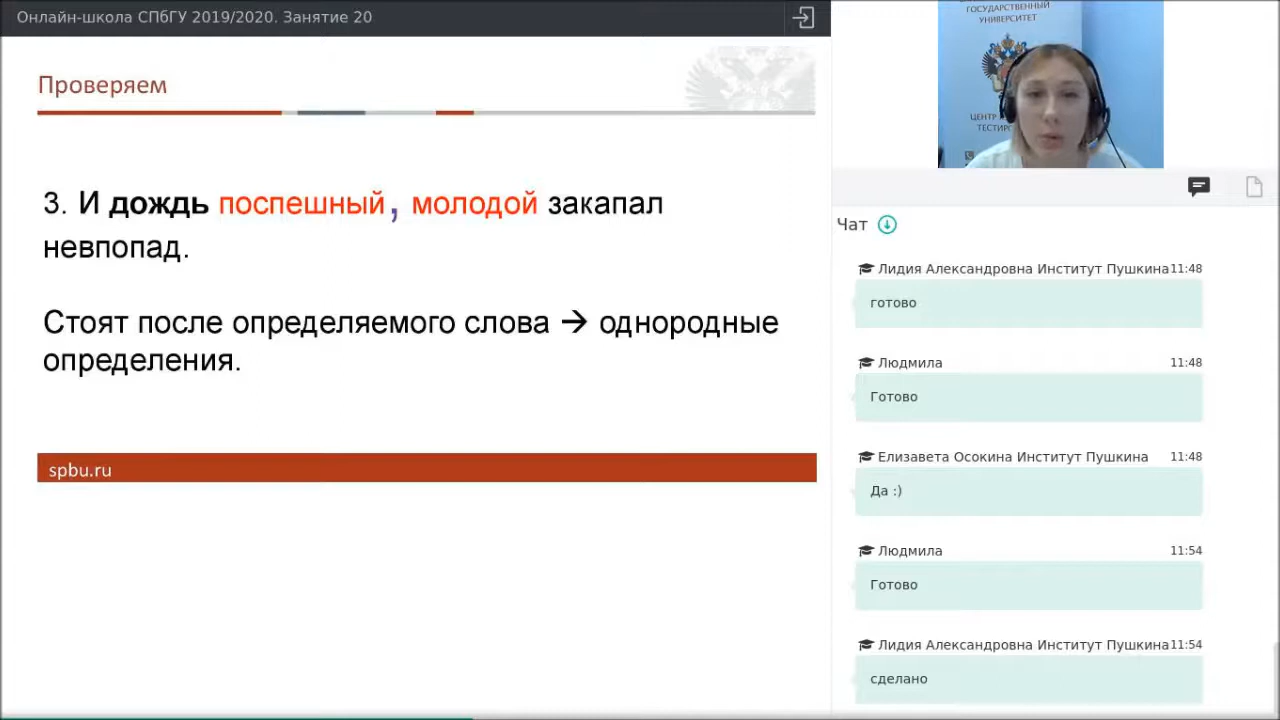 Онлайн-школа СПбГУ 2019/2020. Занятие 20
Проверяем
3. И дождь поспешный, молодой закапал
невпопад.
Стоят после определяемого слова → однородные
определения.
spbu.ru
ГОСУДАРСТВЕННЫЙ
УНИВЕРСИТЕТ
ЦЕНТР
ТЕСТИРО
Чат
Лидия Александровна Институт Пушкина 11:48
готово
Людмила 11:48
Готово
Елизавета Осокина Институт Пушкина 11:48
Да :)
Людмила 11:54
Готово
Лидия Александровна Институт Пушкина 11:54
сделано